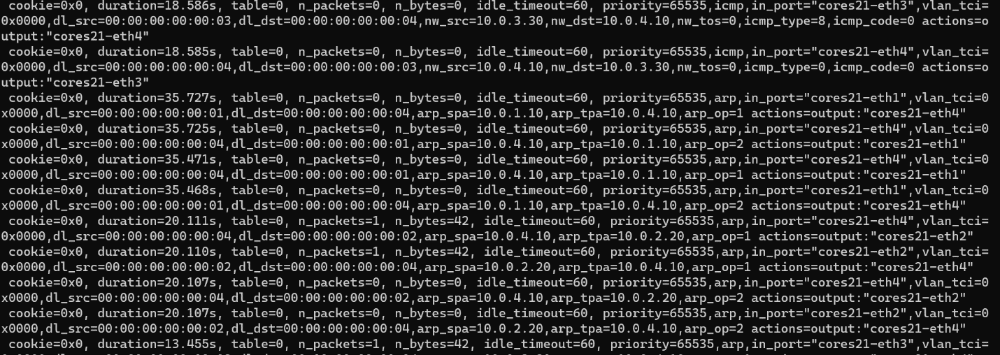 cookie=0x0, duration=18.586s, table=0, n_packets=0, n_bytes=0, idle_timeout=60, priority=65535,icmp,in_port="cores21-eth3",vlan_tci=
0x0000,dl_src=00:00:00:00:00:03,dl_dst=00:00:00:00:00:04,nw_src=10.0.3.30,nw_dst=10.0.4.10,nw_tos=0,icmp_type=8,icmp_code=0 actions=o
utput:"cores21-eth4"
cookie=0x0, duration=18.585s, table=0, n_packets=0, n_bytes=0, idle_timeout=60, priority=65535,icmp,in_port="cores21-eth4",vlan_tci=
0x0000,dl_src=00:00:00:00:00:04,dl_dst=00:00:00:00:00:03,nw_src=10.0.4.10,nw_dst=10.0.3.30,nw_tos=0,icmp_type=0,icmp_code=0 actions=o
utput:"cores21-eth3"
cookie=0x0, duration=35.727s, table=0, n_packets=0, n_bytes=0, idle_timeout=60, priority=65535,arp,in_port="cores21-eth1",vlan_tci=0
x0000,dl_src=00:00:00:00:00:01,dl_dst=00:00:00:00:00:04,arp_spa=10.0.1.10,arp_tpa=10.0.4.10,arp_op=1 actions=output:"cores21-eth4"
cookie=0x0, duration=35.725s, table=0, n_packets=0, n_bytes=0, idle_timeout=60, priority=65535,arp,in_port="cores21-eth4",vlan_tci=0
x0000,dl_src=00:00:00:00:00:04,dl_dst=00:00:00:00:00:01,arp_spa=10.0.4.10,arp_tpa=10.0.1.10,arp_op=2 actions=output:"cores21-eth1"
cookie=0x0, duration=35.471s, table=0, n_packets=0, n_bytes=0, idle_timeout=60, priority=65535,arp,in_port="cores21-eth4",vlan_tci=0
x0000,dl_src=00:00:00:00:00:04,dl_dst=00:00:00:00:00:01,arp_spa=10.0.4.10,arp_tpa=10.0.1.10,arp_op=1 actions=output:"cores21-eth1"
cookie=0x0, duration=35.468s, table=0, n_packets=0, n_bytes=0, idle_timeout=60, priority=65535,arp,in_port="cores21-eth1",vlan_tci=0
x0000,dl_src=00:00:00:00:00:01,dl_dst=00:00:00:00:00:04,arp_spa=10.0.1.10,arp_tpa=10.0.4.10,arp_op=2 actions=output:"cores21-eth4"
cookie=0x0, duration=20.111s, table=0, n_packets=1, n_bytes=42, idle_timeout=60, priority=65535,arp,in_port="cores21-eth4",vlan_tci=
0x0000,dl_src=00:00:00:00:00:04,dl_dst=00:00:00:00:00:02,arp_spa=10.0.4.10,arp_tpa=10.0.2.20,arp_op=1 actions=output:"cores21-eth2"
cookie=0x0, duration=20.110s, table=0, n_packets=1, n_bytes=42, idle_timeout=60, priority=65535,arp,in_port="cores21-eth2",vlan_tci=
0x0000,dl_src=00:00:00:00:00:02,dl_dst=00:00:00:00:00:04,arp_spa=10.0.2.20,arp_tpa=10.0.4.10,arp_op=1 actions=output:"cores21-eth4"
cookie=0x0, duration=20.107s, table=0, n_packets=0, n_bytes=0, idle_timeout=60, priority=65535,arp,in_port="cores21-eth4",vlan_tci=0
x0000,dl_src=00:00:00:00:00:04,dl_dst=00:00:00:00:00:02,arp_spa=10.0.4.10,arp_tpa=10.0.2.20,arp_op=2 actions=output:"cores21-eth2"
cookie=0x0, duration=20.107s, table=0, n_packets=0, n_bytes=0, idle_timeout=60, priority=65535,arp,in_port="cores21-eth2",vlan_tci=0
x0000,dl_src=00:00:00:00:00:02,dl_dst=00:00:00:00:00:04,arp_spa=10.0.2.20,arp_tpa=10.0.4.10,arp_op=2 actions=output:"cores21-eth4"
cookie=0x0, duration=13.455s, table=0, n_packets=1, n_bytes=42, idle_timeout=60, priority=65535,arp,in_port="cores21-eth3",vlan_tci=